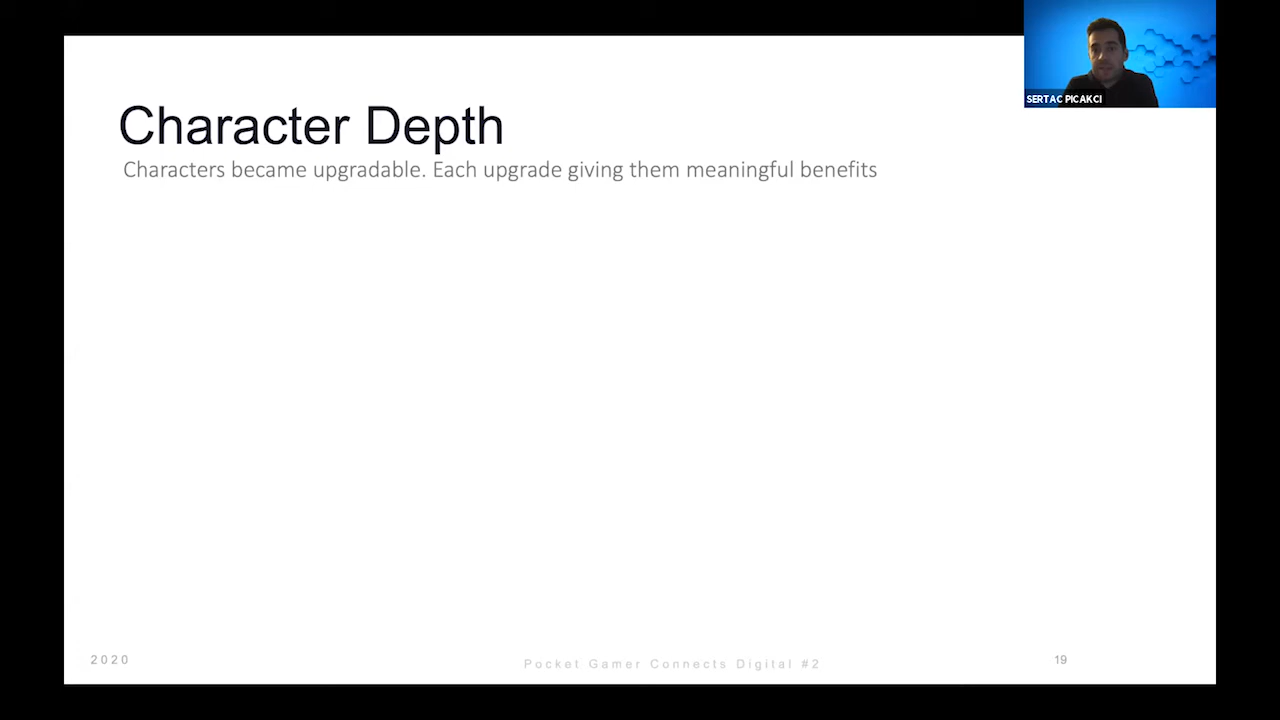 SERTAC PICAKCI
Character Depth
Characters became upgradable. Each upgrade giving them meaningful benefits
2020
Pocket Gamer Connects Digital #2
19